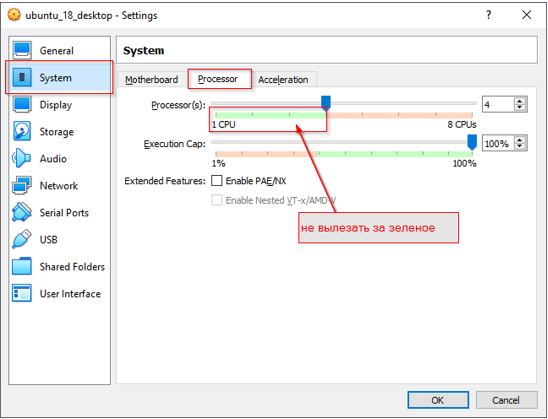 ubuntu_18_desktop - Settings
?
General
System
Display
Storage
Audio
Network
Serial Ports
USB
Shared Folders
User Interface
System
Motherboard
Processor
Acceleration
Processor(s):
4
1 CPU
8 CPUs
Execution Cap:
100%
1%
100%
Extended Features:
Enable PAE/NX
Enable Nested VT-x/AMD-V
не вылезать за зеленое
OK
Cancel